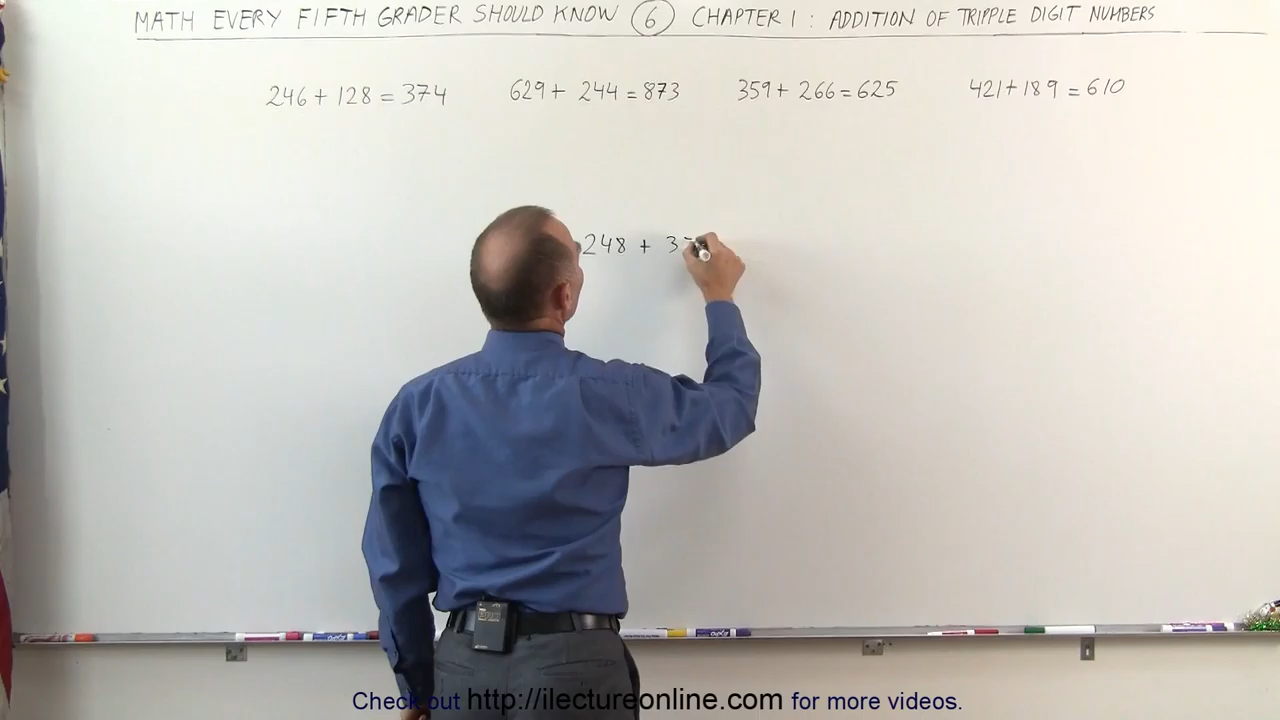 MATH EVERY FIFTH GRADER SHOULD KNOW 6 CHAPTER 1 : ADDITION OF TRIPPLE DIGIT NUMBERS
246 + 128 = 374 629 + 244 = 873 359 + 266 = 625 421 + 189 = 610
248 + 3
Check out http://ilectureonline.com for more videos.